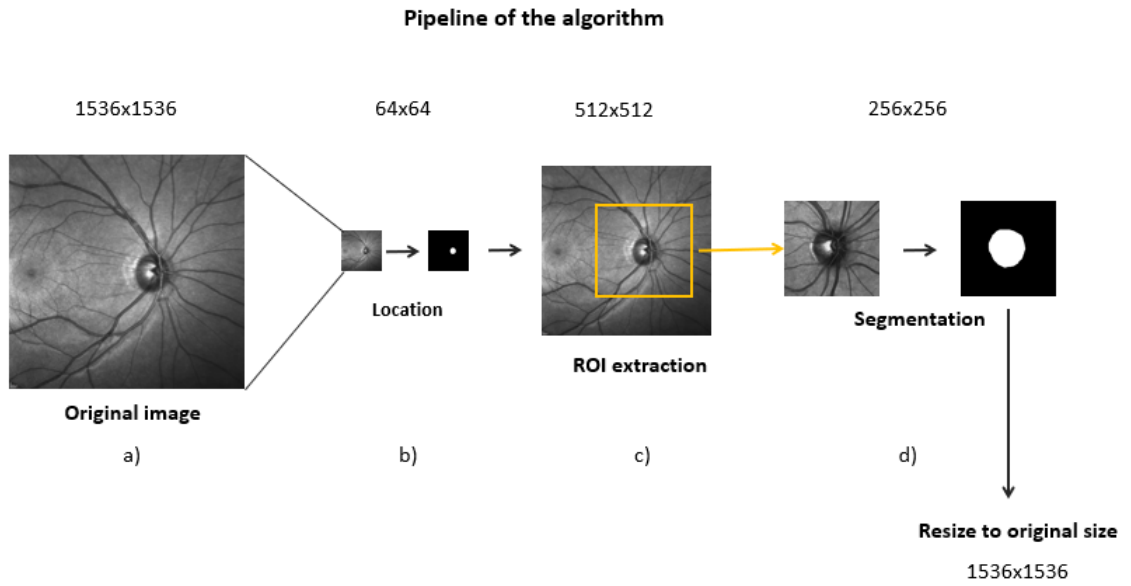 Pipeline of the algorithm
1536x1536
64x64
512x512
256x256
Location
Segmentation
ROI extraction
Original image
a)
b)
c)
d)
Resize to original size
1536x1536